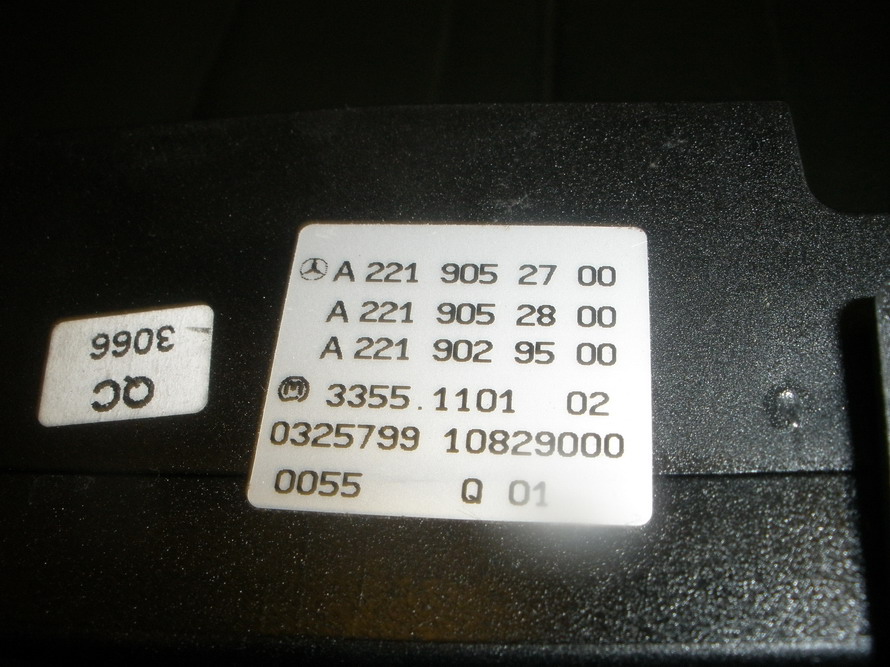 A 221 905 27 00
A 221 905 28 00
A 221 902 95 00
M 3355.1101 02
0325799 10829000
0055 Q 01
QC
3066